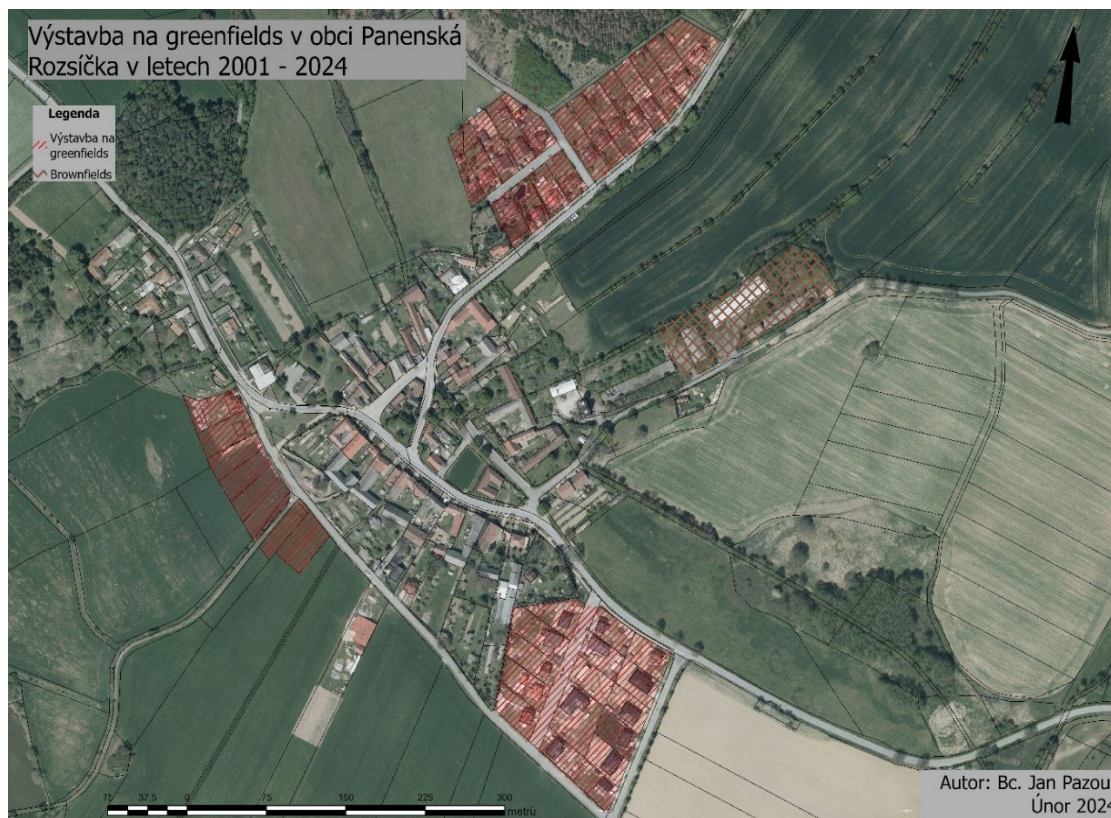 Výstavba na greenfields v obci Panenská
Rozsíčka v letech 2001 - 2024
Legenda
Výstavba na
greenfields
Brownfields
75 37.5 0 75 150 225 300
metrů
Autor: Bc. Jan Pazou
Únor 2024